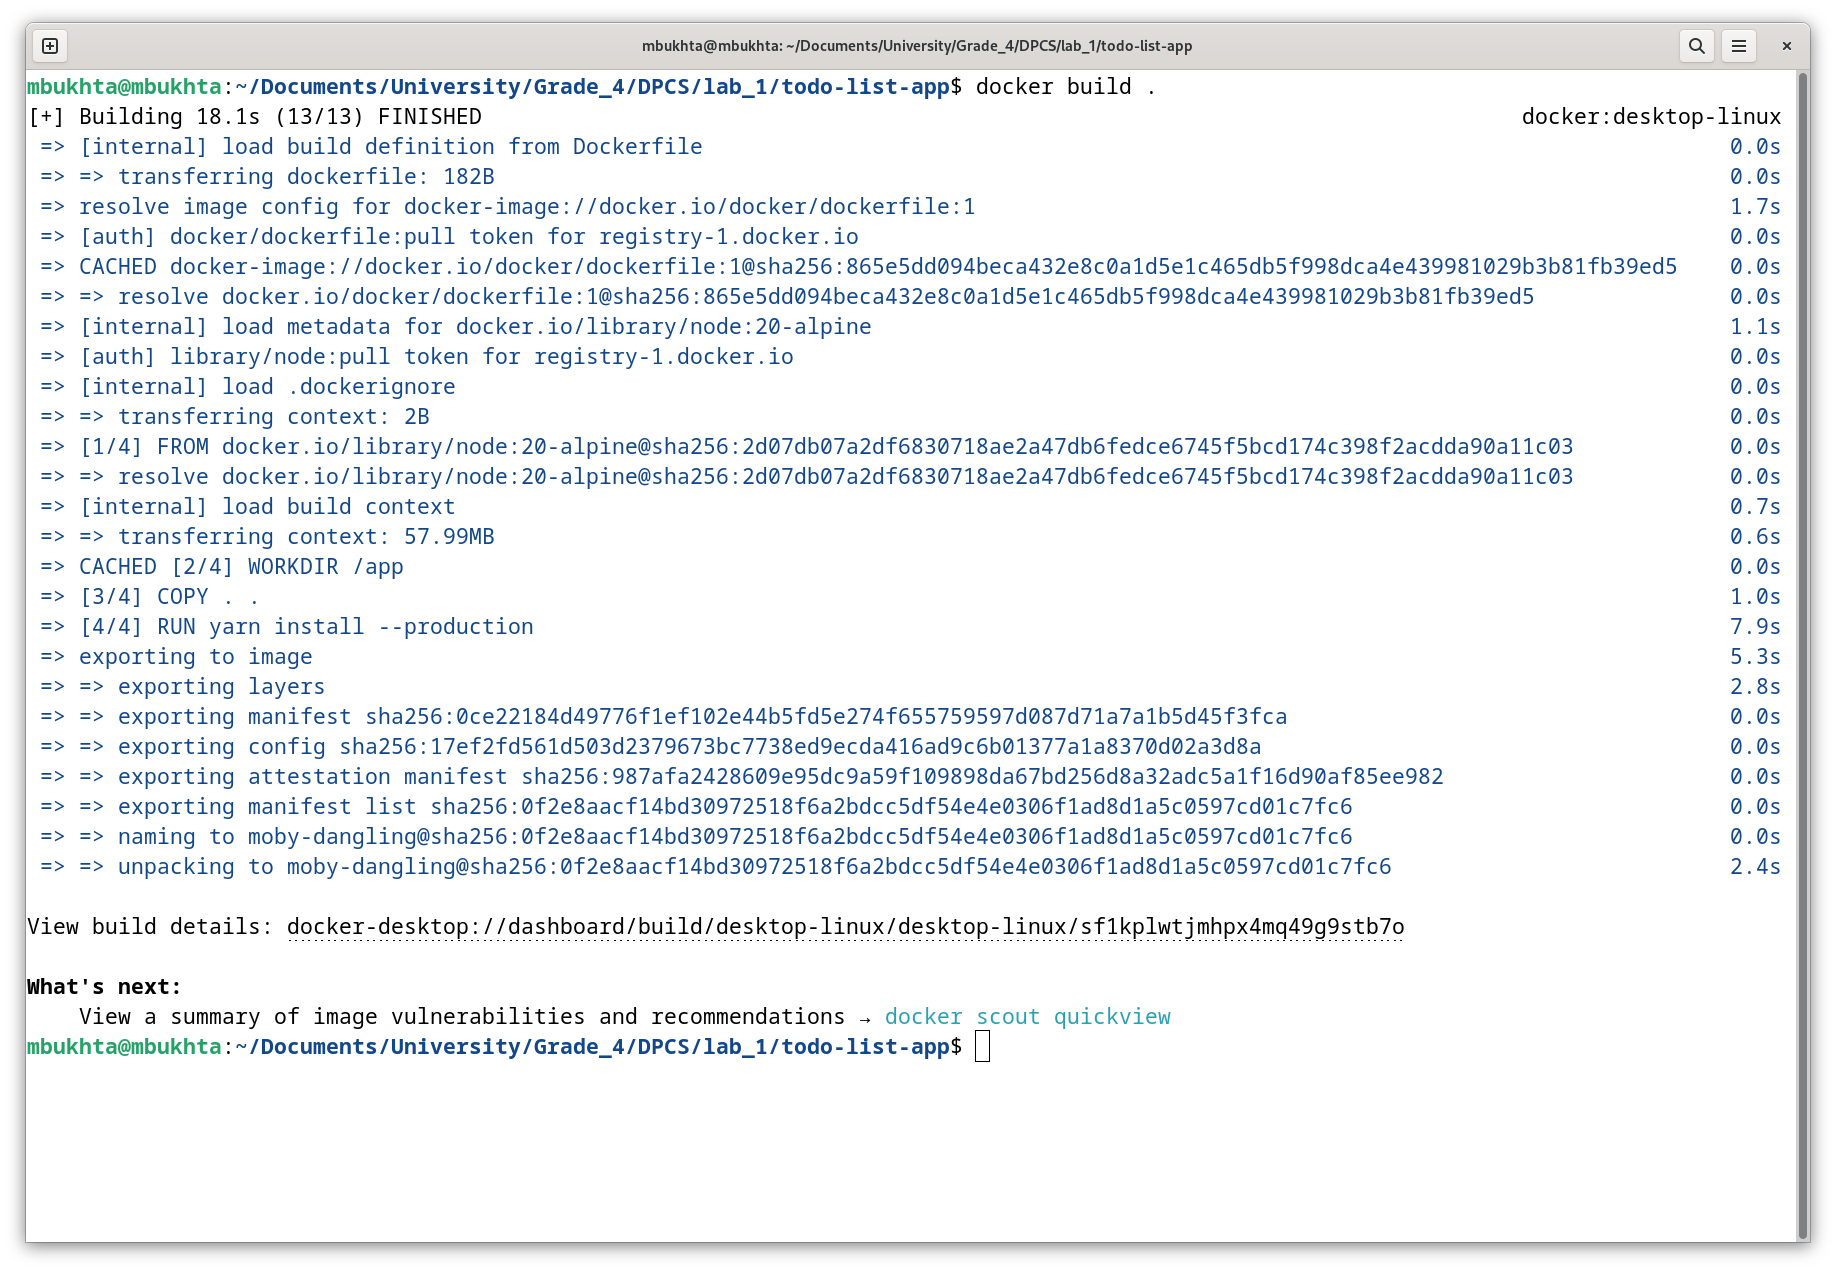 mbukhta@mbukhta: ~/Documents/University/Grade_4/DPCS/lab_1/todo-list-app
mbukhta@mbukhta:~/Documents/University/Grade_4/DPCS/lab_1/todo-list-app$ docker build .
[+] Building 18.1s (13/13) FINISHED docker:desktop-linux
=> [internal] load build definition from Dockerfile 0.0s
=> => transferring dockerfile: 182B 0.0s
=> resolve image config for docker-image://docker.io/docker/dockerfile:1 1.7s
=> [auth] docker/dockerfile:pull token for registry-1.docker.io 0.0s
=> CACHED docker-image://docker.io/docker/dockerfile:1@sha256:865e5dd094beca432e8c0a1d5e1c465db5f998dca4e439981029b3b81fb39ed5 0.0s
=> => resolve docker.io/docker/dockerfile:1@sha256:865e5dd094beca432e8c0a1d5e1c465db5f998dca4e439981029b3b81fb39ed5 0.0s
=> [internal] load metadata for docker.io/library/node:20-alpine 1.1s
=> [auth] library/node:pull token for registry-1.docker.io 0.0s
=> [internal] load .dockerignore 0.0s
=> => transferring context: 2B 0.0s
=> [1/4] FROM docker.io/library/node:20-alpine@sha256:2d07db07a2df6830718ae2a47db6fedce6745f5bcd174c398f2acdda90a11c03 0.0s
=> => resolve docker.io/library/node:20-alpine@sha256:2d07db07a2df6830718ae2a47db6fedce6745f5bcd174c398f2acdda90a11c03 0.0s
=> [internal] load build context 0.7s
=> => transferring context: 57.99MB 0.6s
=> CACHED [2/4] WORKDIR /app 0.0s
=> [3/4] COPY . . 1.0s
=> [4/4] RUN yarn install --production 7.9s
=> exporting to image 5.3s
=> => exporting layers 2.8s
=> => exporting manifest sha256:0ce22184d49776f1ef102e44b5fd5e274f655759597d087d71a7a1b5d45f3fca 0.0s
=> => exporting config sha256:17ef2fd561d503d2379673bc7738ed9ecda416ad9c6b01377a1a8370d02a3d8a 0.0s
=> => exporting attestation manifest sha256:987afa2428609e95dc9a59f109898da67bd256d8a32adc5a1f16d90af85ee982 0.0s
=> => exporting manifest list sha256:0f2e8aacf14bd30972518f6a2bdcc5df54e4e0306f1ad8d1a5c0597cd01c7fc6 0.0s
=> => naming to moby-dangling@sha256:0f2e8aacf14bd30972518f6a2bdcc5df54e4e0306f1ad8d1a5c0597cd01c7fc6 0.0s
=> => unpacking to moby-dangling@sha256:0f2e8aacf14bd30972518f6a2bdcc5df54e4e0306f1ad8d1a5c0597cd01c7fc6 2.4s
View build details: docker-desktop://dashboard/build/desktop-linux/desktop-linux/sf1kplwtjmhpx4mq49g9stb7o
What's next:
View a summary of image vulnerabilities and recommendations → docker scout quickview
mbukhta@mbukhta:~/Documents/University/Grade_4/DPCS/lab_1/todo-list-app$